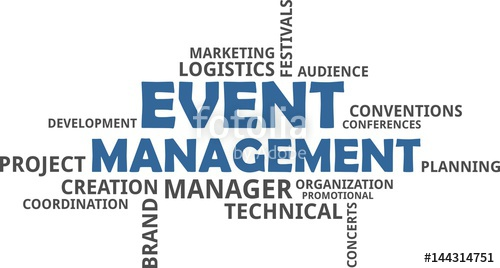 FESTIVALS
MARKETING
LOGISTICS
AUDIENCE
EVENT
CONVENTIONS
DEVELOPMENT
CONFERENCES
fotolia
PROJECT
MANAGEMENT
PLANNING
CREATION
MANAGER
ORGANIZATION
PROMOTIONAL
COORDINATION
BRAND
TECHNICAL
CONCERTS
#144314751